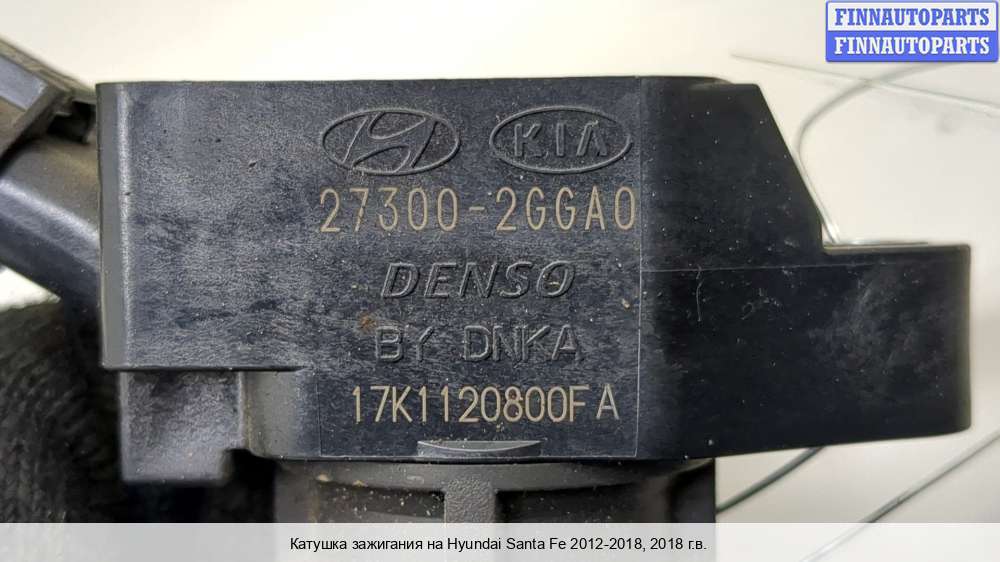 FINNAUTOPARTS
FINNAUTOPARTS
KIA
27300-2GGA0
DENSO
BY DNKA
17K1120800FA
Катушка зажигания на Hyundai Santa Fe 2012-2018, 2018 г.в.